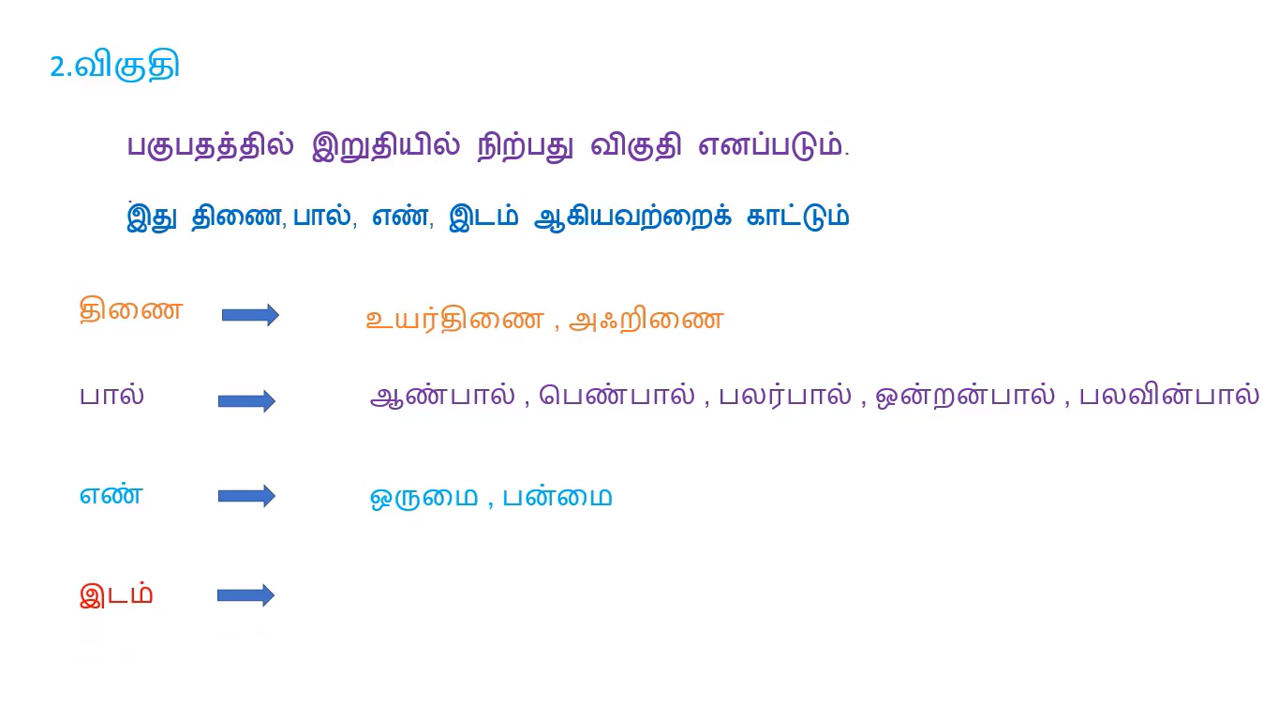 2.விகுதி
பகுபதத்தில் இறுதியில் நிற்பது விகுதி எனப்படும்.
இது திணை, பால், எண், இடம் ஆகியவற்றைக் காட்டும்
திணை உயர்திணை , அஃறிணை
பால் ஆண்பால் , பெண்பால் , பலர்பால் , ஒன்றன்பால் , பலவின்பால்
எண் ஒருமை , பன்மை
இடம்